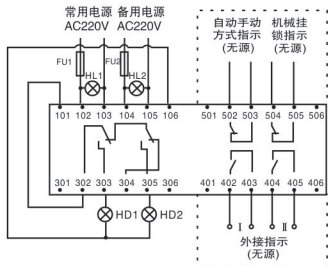 常用电源 备用电源
AC220V AC220V
自动手动 机械挂
方式指示 锁指示
(无源) (无源)
FU1 FU2
HL1 HL2
101 102 103 104 105 106 501 502 503 504 505 506
301 302 303 304 305 306 401 402 403 404 405 406
HD1 HD2
I II
外接指示
(无源)